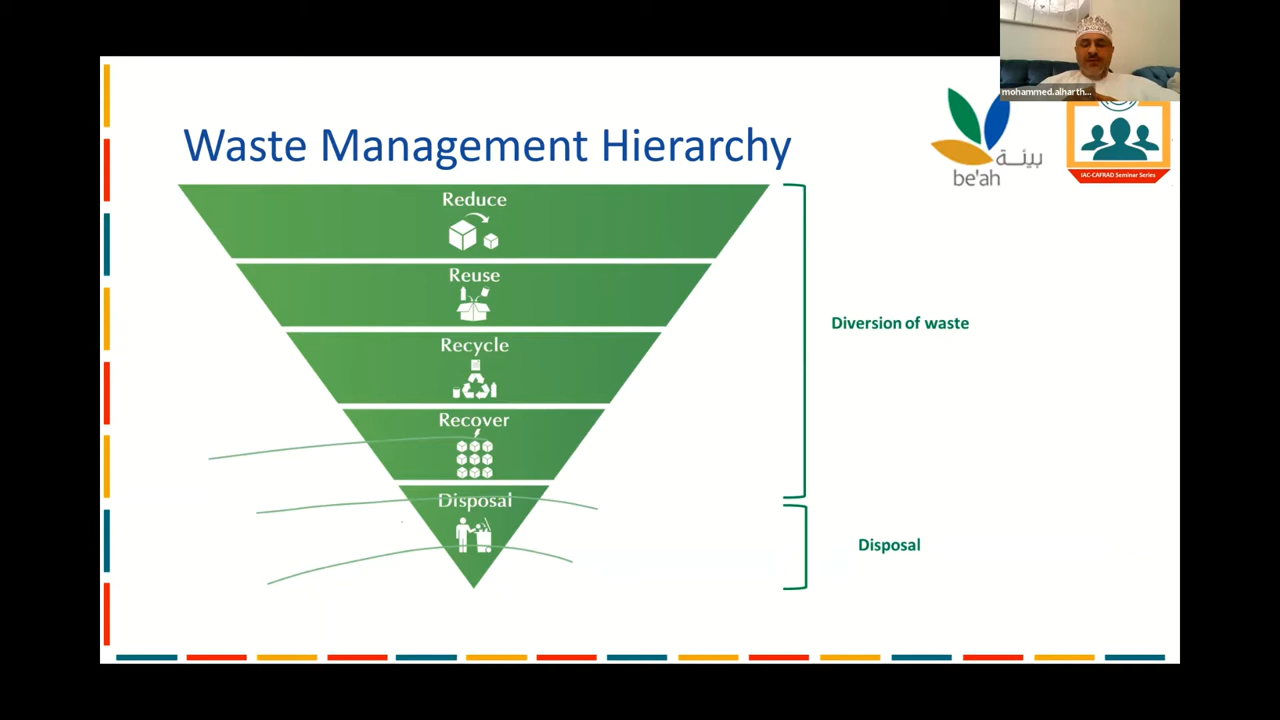 mohammed.alharth...
Waste Management Hierarchy
بيئة
be'ah
IAC-CAFRAD Seminar Series
Reduce
Reuse
Recycle
Recover
Disposal
Diversion of waste
Disposal